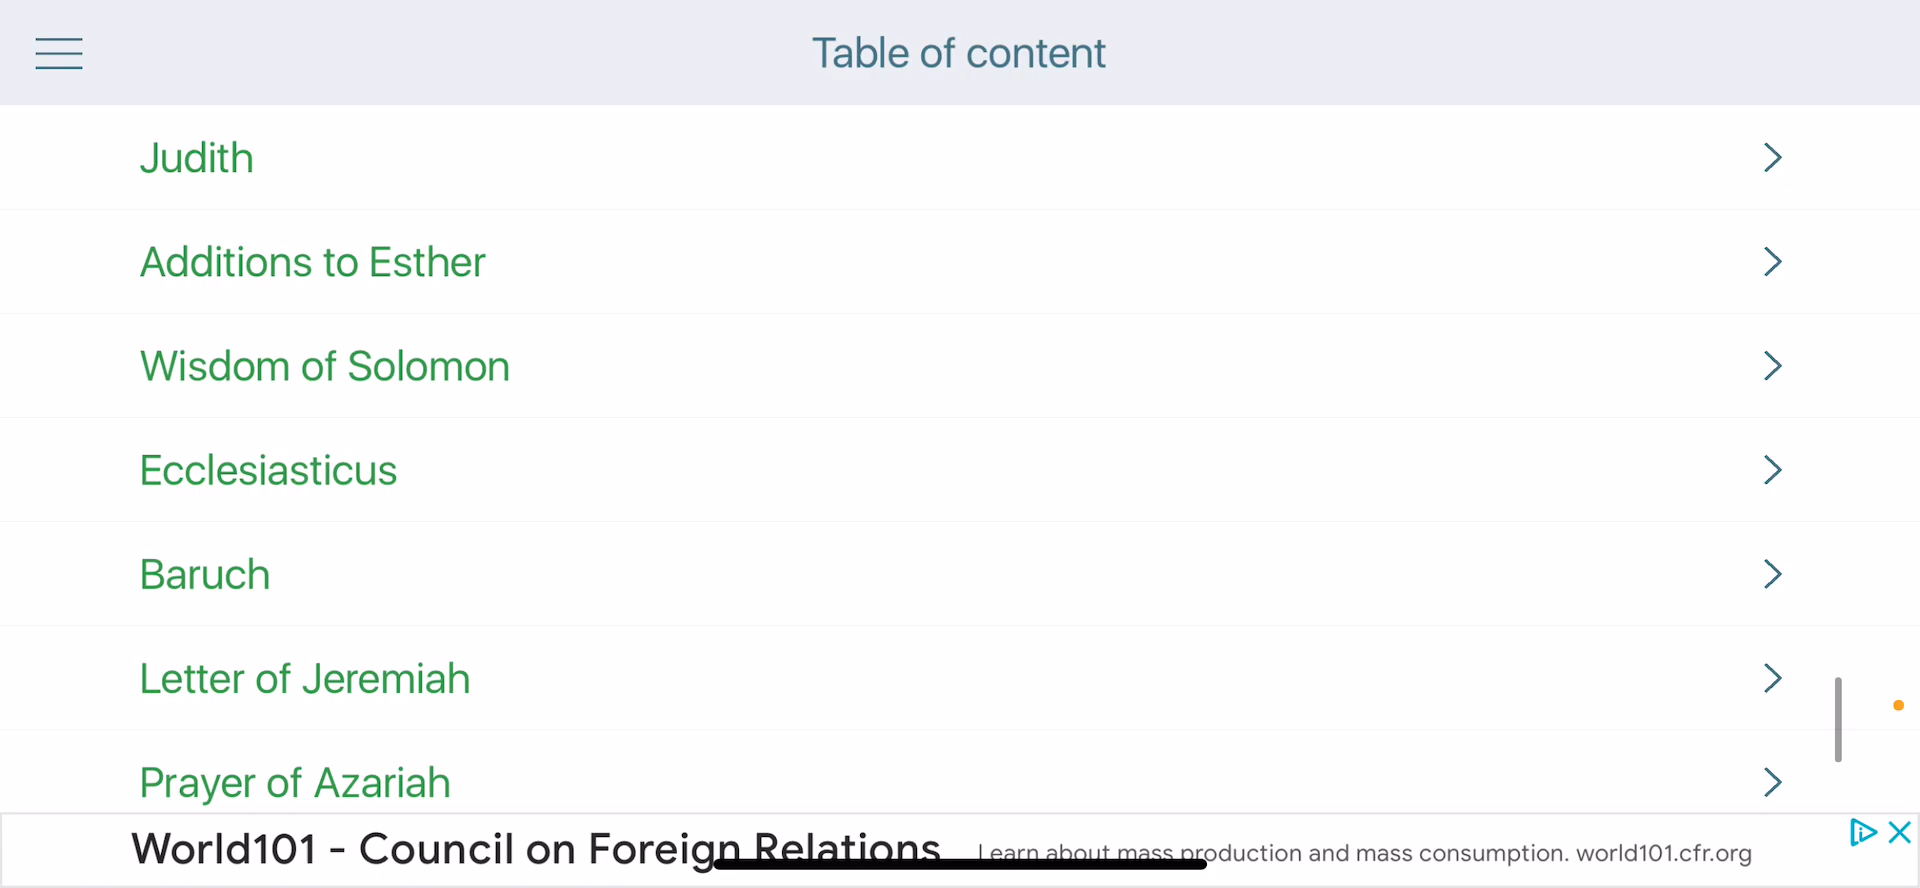 Table of content
Judith
Additions to Esther
Wisdom of Solomon
Ecclesiasticus
Baruch
Letter of Jeremiah
Prayer of Azariah
World101 - Council on Foreign Relations Learn about mass production and mass consumption. world101.cfr.org